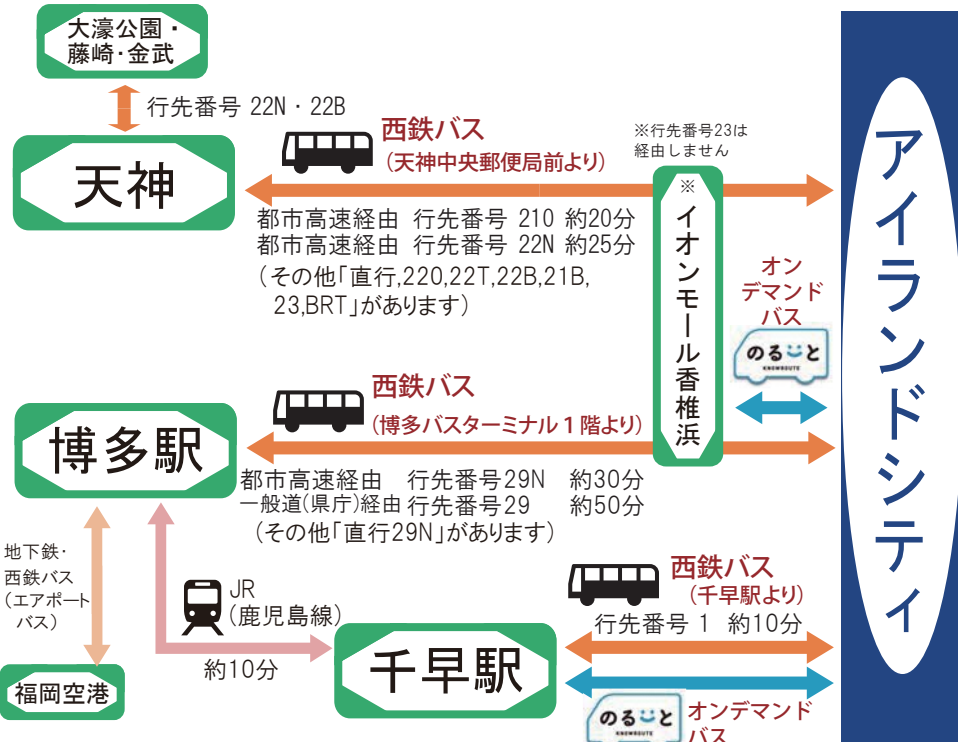 大濠公園・
藤崎・金武
行先番号 22N・22B
天神
西鉄バス
（天神中央郵便局前より）
※行先番号23は
経由しません
都市高速経由 行先番号 210 約20分
都市高速経由 行先番号 22N 約25分
（その他「直行,220,22T,22B,21B,
23,BRT」があります）
※イオンモール香椎浜
オン
デマンド
バス
のるーと
KNOWROUTE
アイランドシティ
博多駅
西鉄バス
（博多バスターミナル1階より）
都市高速経由 行先番号29N 約30分
一般道(県庁)経由 行先番号29 約50分
（その他「直行29N」があります）
地下鉄・
西鉄バス
（エアポート
バス）
JR
（鹿児島線）
約10分
福岡空港
千早駅
西鉄バス
（千早駅より）
行先番号 1 約10分
のるーと
KNOWROUTE
オンデマンド
バス